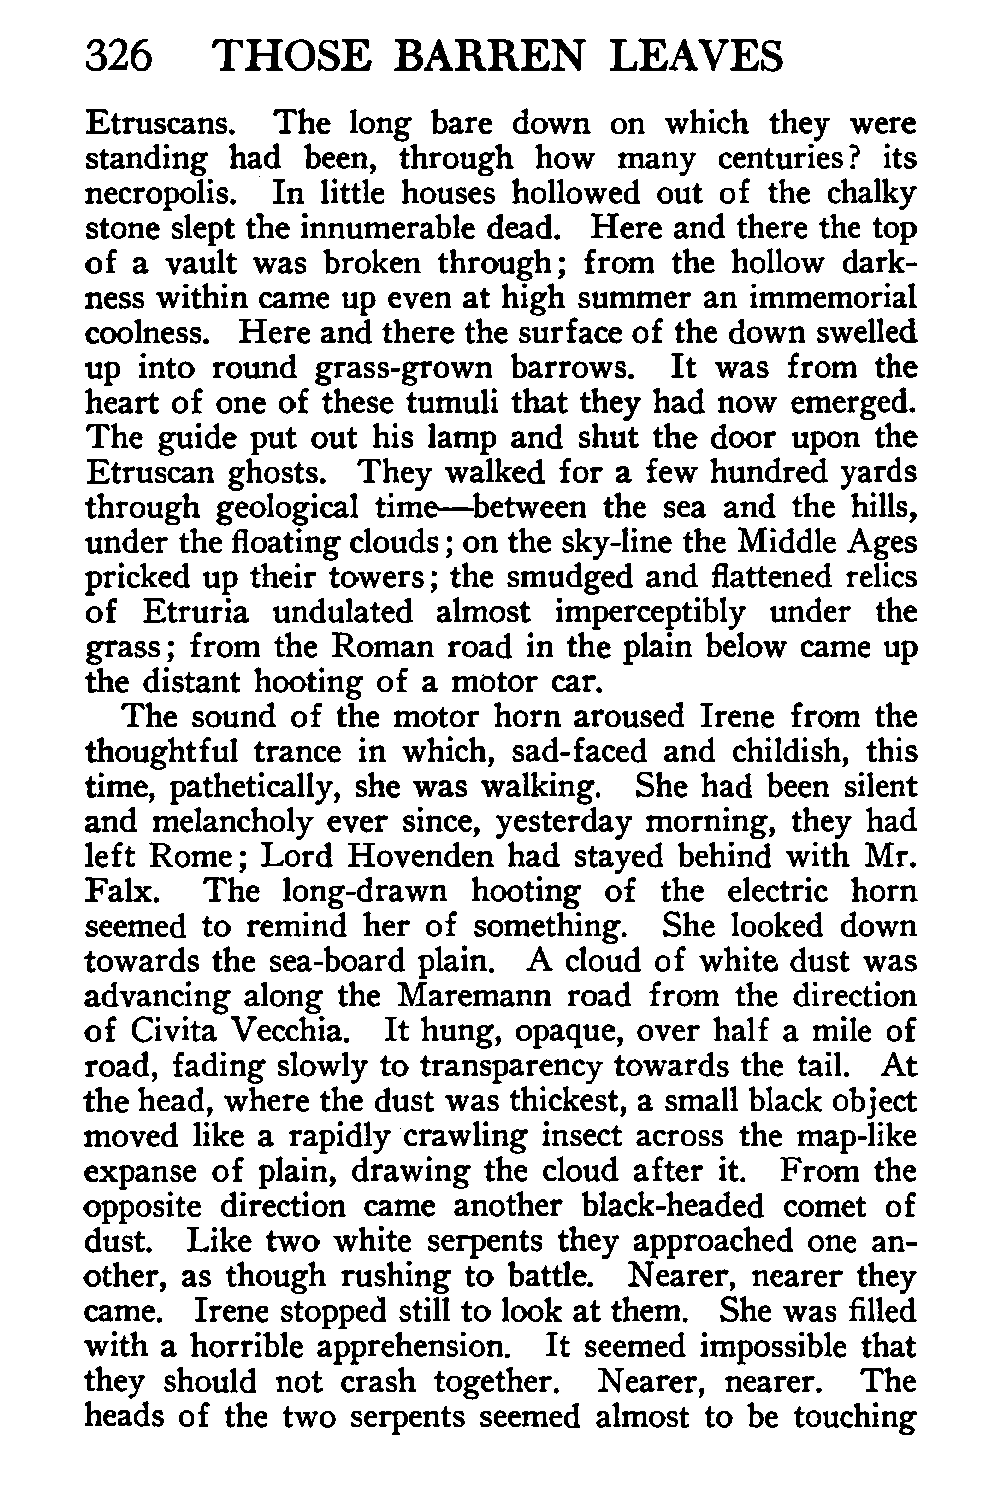 326 THOSE BARREN LEAVES
Etruscans. The long bare down on which they were
standing had been, through how many centuries? its
necropolis. In little houses hollowed out of the chalky
stone slept the innumerable dead. Here and there the top
of a vault was broken through; from the hollow dark-
ness within came up even at high summer an immemorial
coolness. Here and there the surface of the down swelled
up into round grass-grown barrows. It was from the
heart of one of these tumuli that they had now emerged.
The guide put out his lamp and shut the door upon the
Etruscan ghosts. They walked for a few hundred yards
through geological time—between the sea and the hills,
under the floating clouds; on the sky-line the Middle Ages
pricked up their towers; the smudged and flattened relics
of Etruria undulated almost imperceptibly under the
grass; from the Roman road in the plain below came up
the distant hooting of a motor car.
The sound of the motor horn aroused Irene from the
thoughtful trance in which, sad-faced and childish, this
time, pathetically, she was walking. She had been silent
and melancholy ever since, yesterday morning, they had
left Rome; Lord Hovenden had stayed behind with Mr.
Falx. The long-drawn hooting of the electric horn
seemed to remind her of something. She looked down
towards the sea-board plain. A cloud of white dust was
advancing along the Maremann road from the direction
of Civita Vecchia. It hung, opaque, over half a mile of
road, fading slowly to transparency towards the tail. At
the head, where the dust was thickest, a small black object
moved like a rapidly crawling insect across the map-like
expanse of plain, drawing the cloud after it. From the
opposite direction came another black-headed comet of
dust. Like two white serpents they approached one an-
other, as though rushing to battle. Nearer, nearer they
came. Irene stopped still to look at them. She was filled
with a horrible apprehension. It seemed impossible that
they should not crash together. Nearer, nearer. The
heads of the two serpents seemed almost to be touching